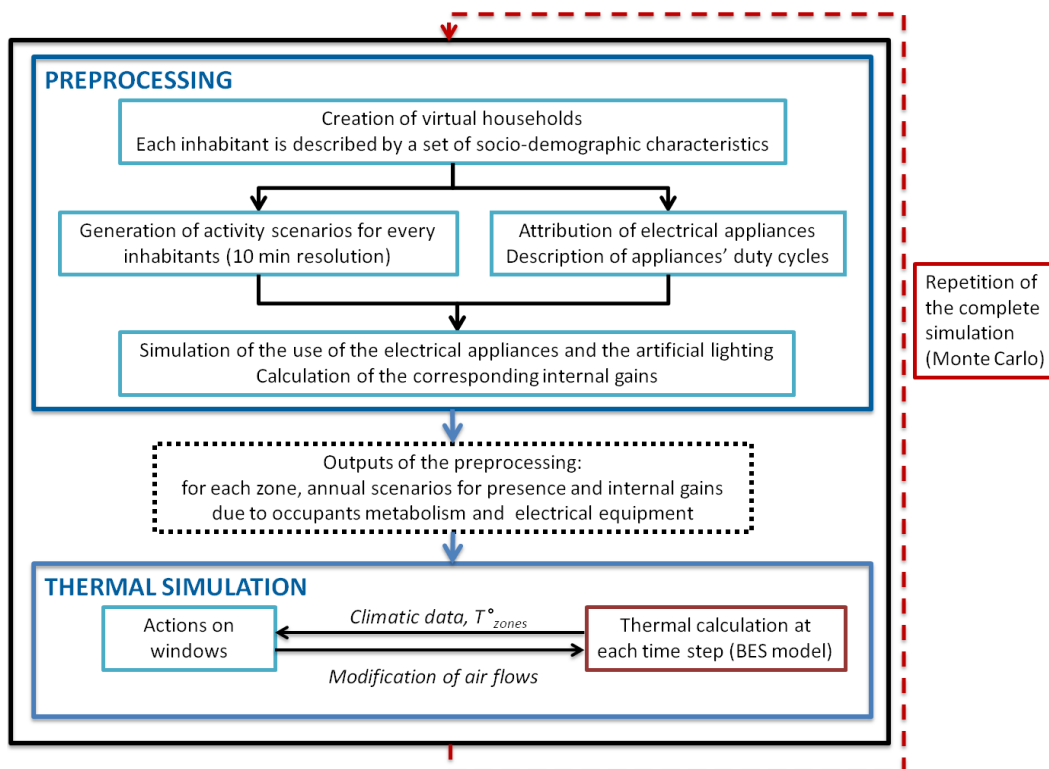 PREPROCESSING
Creation of virtual households
Each inhabitant is described by a set of socio-demographic characteristics
Generation of activity scenarios for every
inhabitants (10 min resolution)
Attribution of electrical appliances
Description of appliances’ duty cycles
Simulation of the use of the electrical appliances and the artificial lighting
Calculation of the corresponding internal gains
Outputs of the preprocessing:
for each zone, annual scenarios for presence and internal gains
due to occupants metabolism and electrical equipment
THERMAL SIMULATION
Actions on
windows
Climatic data, T°zones
Modification of air flows
Thermal calculation at
each time step (BES model)
Repetition of
the complete
simulation
(Monte Carlo)